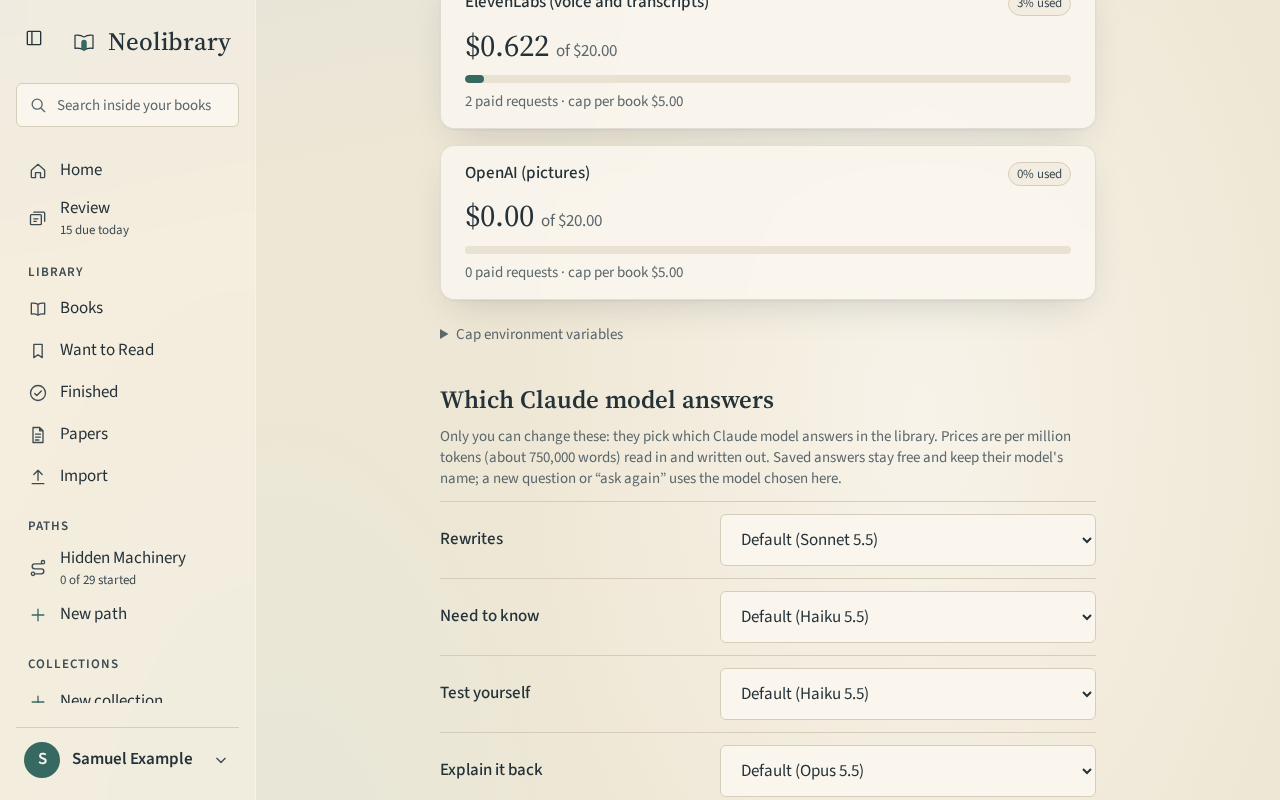 Neolibrary
Search inside your books
Home
Review
15 due today
LIBRARY
Books
Want to Read
Finished
Papers
Import
PATHS
Hidden Machinery
0 of 29 started
New path
COLLECTIONS
New collection
S
Samuel Example
ElevenLabs (voice and transcripts)
3% used
$0.622 of $20.00
2 paid requests · cap per book $5.00
OpenAI (pictures)
0% used
$0.00 of $20.00
0 paid requests · cap per book $5.00
Cap environment variables
Which Claude model answers
Only you can change these: they pick which Claude model answers in the library. Prices are per million
tokens (about 750,000 words) read in and written out. Saved answers stay free and keep their model's
name; a new question or “ask again” uses the model chosen here.
Rewrites
Default (Sonnet 5.5)
Need to know
Default (Haiku 5.5)
Test yourself
Default (Haiku 5.5)
Explain it back
Default (Opus 5.5)